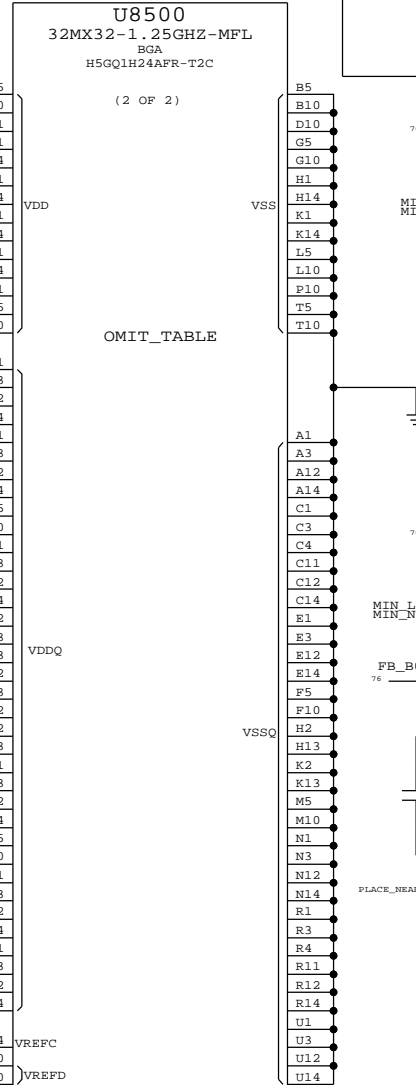 U8500
32MX32-1.25GHZ-MFL
BGA
H5GQ1H24AFR-T2C
(2 OF 2)
VDD
VSS
B5
B10
D10
G5
G10
H1
H14
K1
K14
L5
L10
P10
T5
T10
OMIT_TABLE
VDDQ
VSSQ
A1
A3
A12
A14
C1
C3
C4
C11
C12
C14
E1
E3
E12
E14
F5
F10
H2
H13
K2
K13
M5
M10
N1
N3
N12
N14
R1
R3
R4
R11
R12
R14
U1
U3
U12
U14
VREFC
VREFD
MIN_L
MIN_N
76
PLACE_NEAR